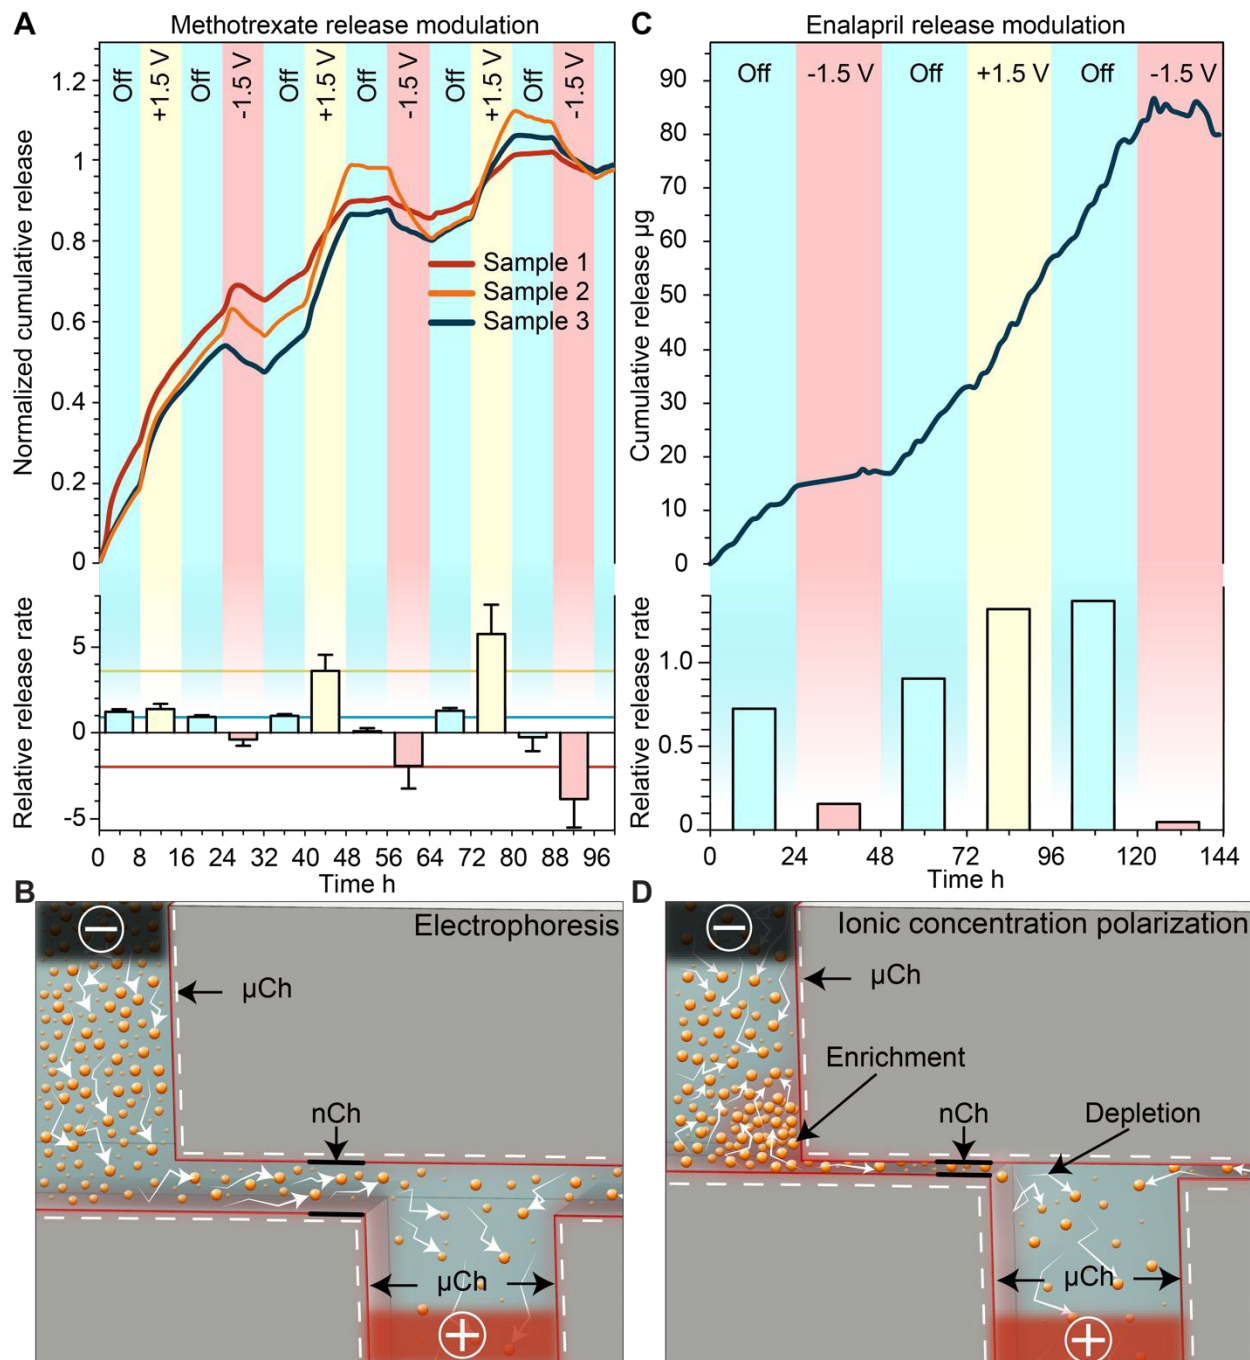 A
Methotrexate release modulation
Off
+1.5 V
Off
-1.5 V
Off
+1.5 V
Off
-1.5 V
Off
+1.5 V
Off
-1.5 V
Normalized cumulative release
1.2
1
0.8
0.6
0.4
0.2
0
Sample 1
Sample 2
Sample 3
Relative release rate
5
0
-5
0 8 16 24 32 40 48 56 64 72 80 88 96
Time h
C
Enalapril release modulation
Off -1.5 V Off +1.5 V Off -1.5 V
Cumulative release µg
90
80
70
60
50
40
30
20
10
0
Relative release rate
1.0
0.5
0
0 24 48 72 96 120 144
Time h
B
−
Electrophoresis
µCh
nCh
µCh
+
D
−
Ionic concentration polarization
µCh
Enrichment
nCh
Depletion
µCh
+